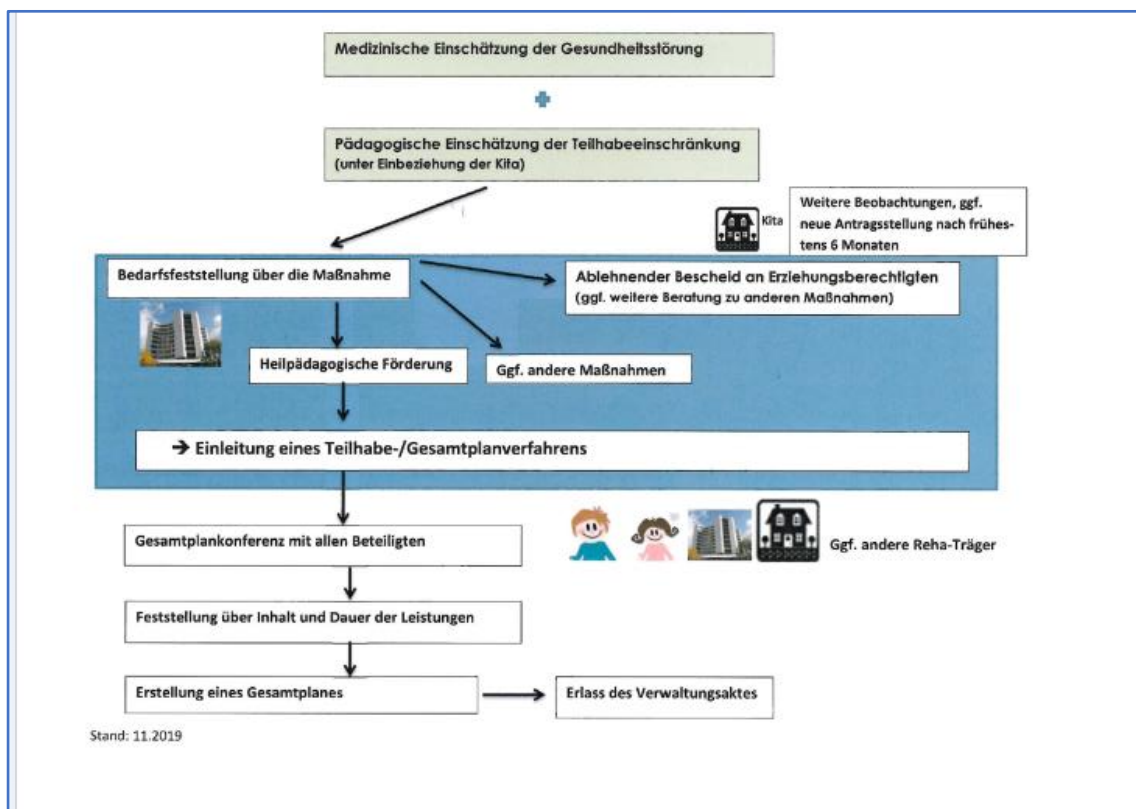 Medizinische Einschätzung der Gesundheitsstörung
Pädagogische Einschätzung der Teilhabeeinschränkung
(unter Einbeziehung der Kita)
Kita
Weitere Beobachtungen, ggf.
neue Antragsstellung nach frühes-
tens 6 Monaten
Bedarfsfeststellung über die Maßnahme
Ablehnender Bescheid an Erziehungsberechtigten
(ggf. weitere Beratung zu anderen Maßnahmen)
Heilpädagogische Förderung
Ggf. andere Maßnahmen
➔ Einleitung eines Teilhabe-/Gesamtplanverfahrens
Gesamtplankonferenz mit allen Beteiligten
Ggf. andere Reha-Träger
Feststellung über Inhalt und Dauer der Leistungen
Erstellung eines Gesamtplanes
Erlass des Verwaltungsaktes
Stand: 11.2019